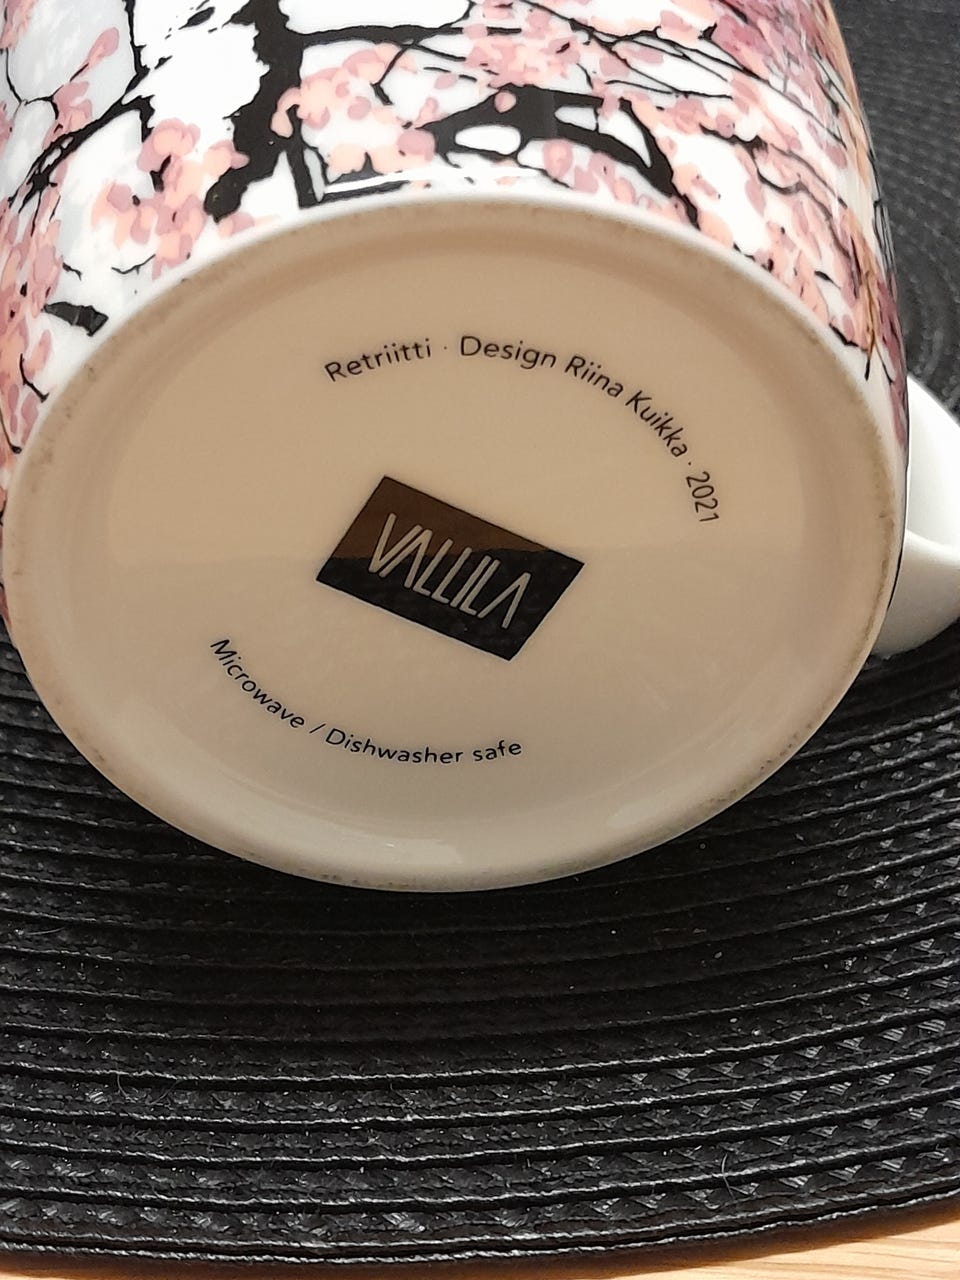 Retriitti · Design Riina Kuikka · 2021
VALLILA
Microwave / Dishwasher safe